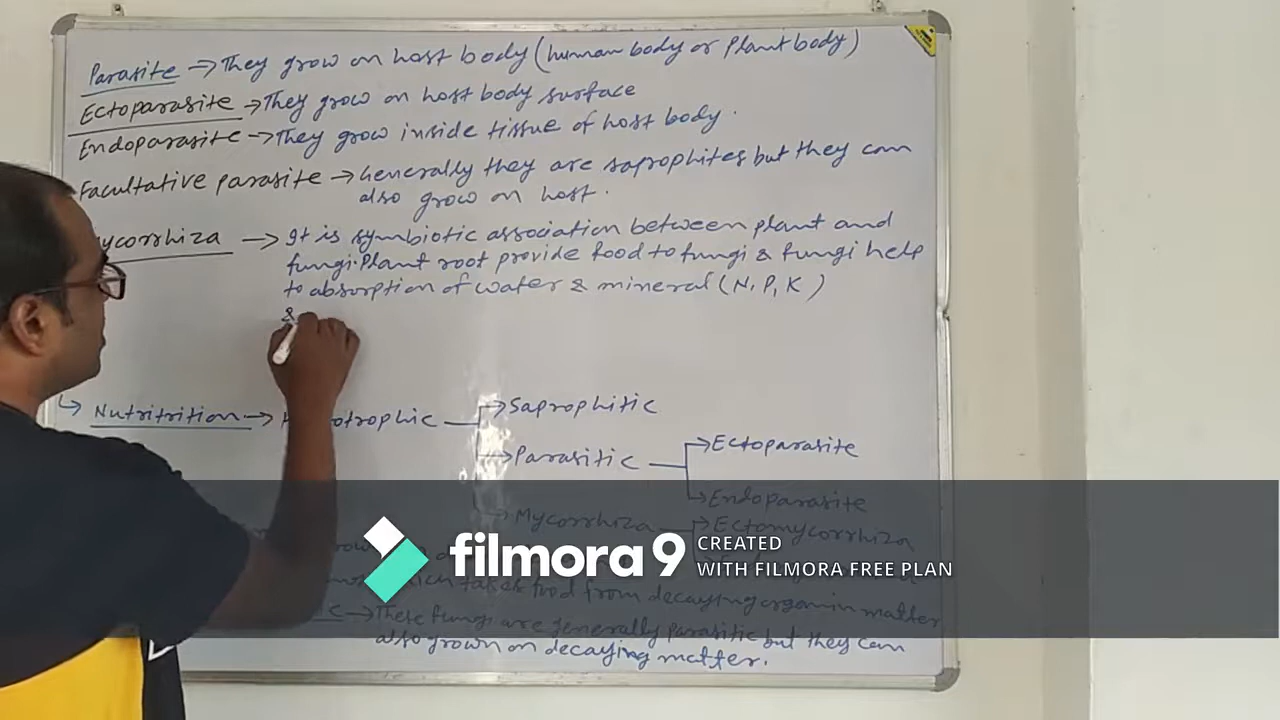 Parasite → They grow on host body (human body or Plant body)
Ectoparasite → They grow on host body surface
Endoparasite → They grow inside tissue of host body.
Facultative parasite → Generally they are saprophites but they can
also grow on host.
ycorrhiza → It is symbiotic association between plant and
fungi. Plant root provide food to fungi & fungi help
to absorption of water & mineral (N, P, K)
&
↳ Nutritrition → otrophic → Saprophitic
→ Parasitic → Ectoparasite
→ Endoparasite
→ Mycorrhiza → Ectomycorrhiza
filmora 9 CREATED
WITH FILMORA FREE PLAN
takes food from decaying organin matter
c → These fungi are generally parasitic but they can
also grown on decaying matter.